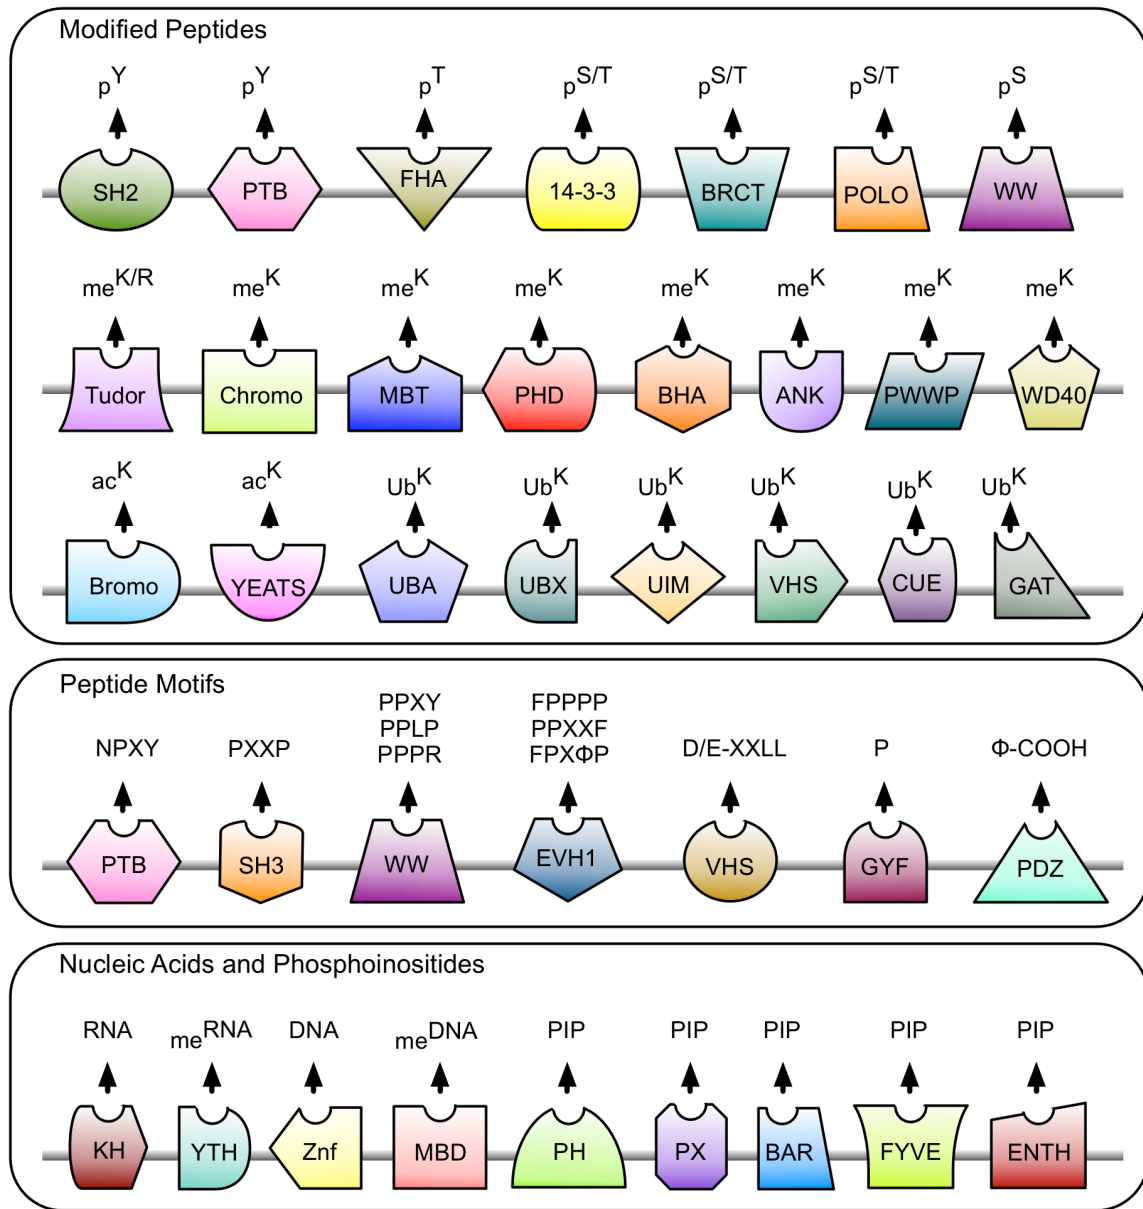 Modified Peptides
pY pY pT pS/T pS/T pS/T pS
SH2 PTB FHA 14-3-3 BRCT POLO WW
meK/R meK meK meK meK meK meK meK
Tudor Chromo MBT PHD BHA ANK PWWP WD40
acK acK UbK UbK UbK UbK UbK UbK
Bromo YEATS UBA UBX UIM VHS CUE GAT
Peptide Motifs
PPXY FPPPP
PPLP PPXXF
NPXY PXXP PPPR FPXΦP D/E-XXLL P Φ-COOH
PTB SH3 WW EVH1 VHS GYF PDZ
Nucleic Acids and Phosphoinositides
RNA meRNA DNA meDNA PIP PIP PIP PIP PIP
KH YTH Znf MBD PH PX BAR FYVE ENTH